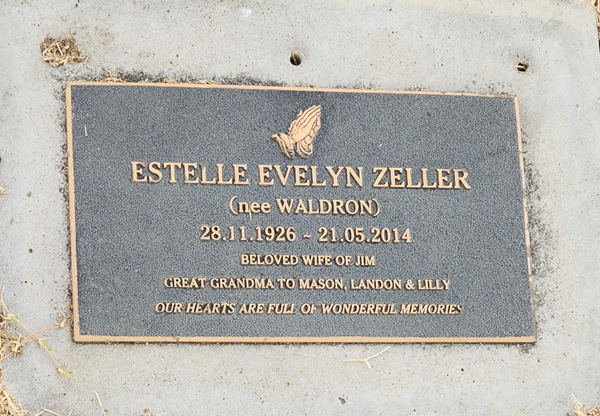 ESTELLE EVELYN ZELLER
(nee WALDRON)
28.11.1926 ~ 21.05.2014
BELOVED WIFE OF JIM
GREAT GRANDMA TO MASON, LANDON & LILLY
OUR HEARTS ARE FULL OF WONDERFUL MEMORIES